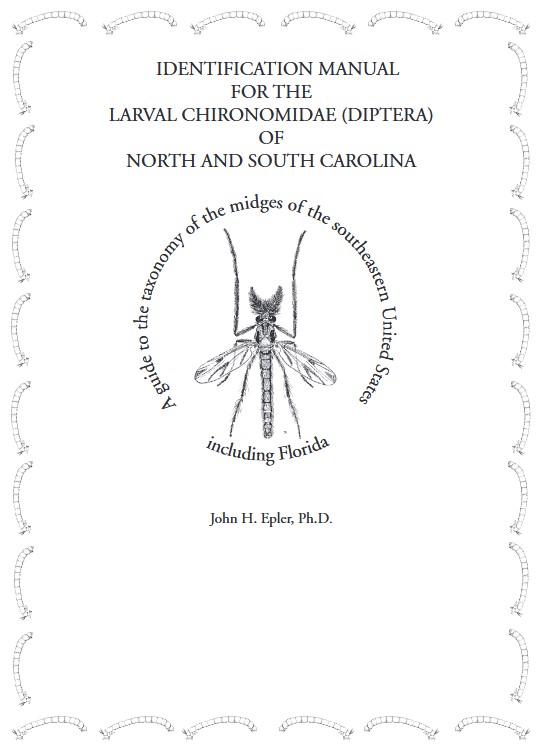 IDENTIFICATION MANUAL
FOR THE
LARVAL CHIRONOMIDAE (DIPTERA)
OF
NORTH AND SOUTH CAROLINA
A guide to the taxonomy of the midges of the southeastern United States
including Florida
John H. Epler, Ph.D.